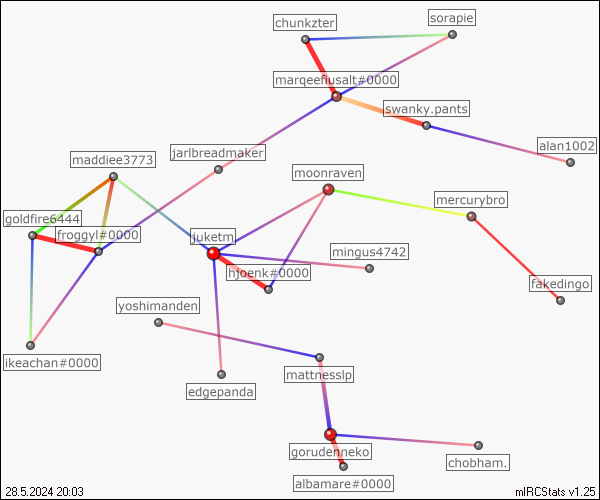 sorapie
chunkzter
marqeefiusalt#0000
swanky.pants
alan1002
maddiee3773
jarlbreadmaker
moonraven
mercurybro
goldfire6444
froggyl#0000
juketm
mingus4742
hjoenk#0000
fakedingo
yoshimanden
ikeachan#0000
mattnesslp
edgepanda
gorudenneko
chobham.
albamare#0000
28.5.2024 20:03
mIRCStats v1.25